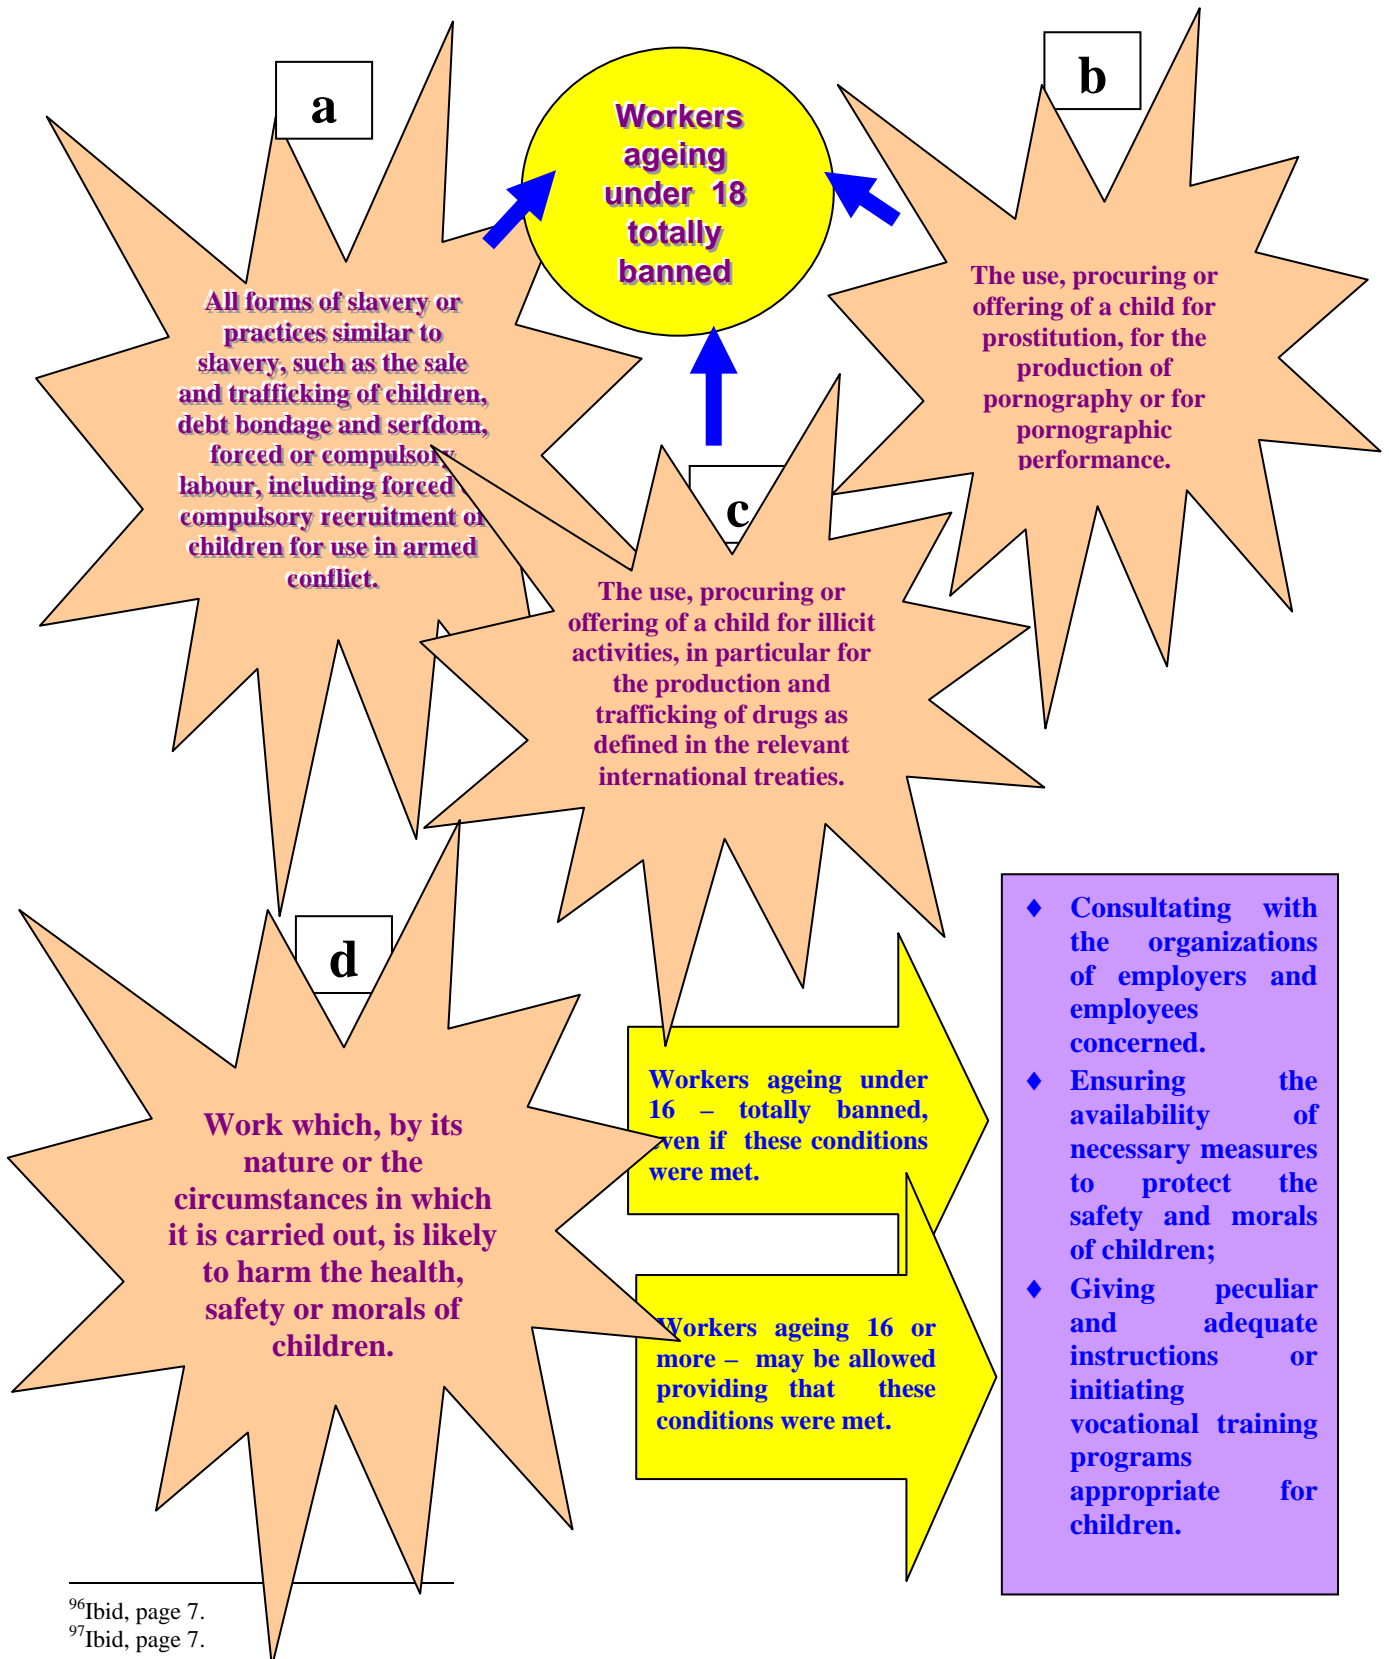 a
b
Workers
ageing
under 18
totally
banned
All forms of slavery or
practices similar to
slavery, such as the sale
and trafficking of children,
debt bondage and serfdom,
forced or compulsory
labour, including forced
compulsory recruitment of
children for use in armed
conflict.
The use, procuring or
offering of a child for
prostitution, for the
production of
pornography or for
pornographic
performance.
c
The use, procuring or
offering of a child for illicit
activities, in particular for
the production and
trafficking of drugs as
defined in the relevant
international treaties.
d
Work which, by its
nature or the
circumstances in which
it is carried out, is likely
to harm the health,
safety or morals of
children.
Workers ageing under
16 – totally banned,
even if these conditions
were met.
Workers ageing 16 or
more – may be allowed
providing that these
conditions were met.
♦ Consultating with
the organizations
of employers and
employees
concerned.
♦ Ensuring the
availability of
necessary measures
to protect the
safety and morals
of children;
♦ Giving peculiar
and adequate
instructions or
initiating
vocational training
programs
appropriate for
children.
96Ibid, page 7.
97Ibid, page 7.